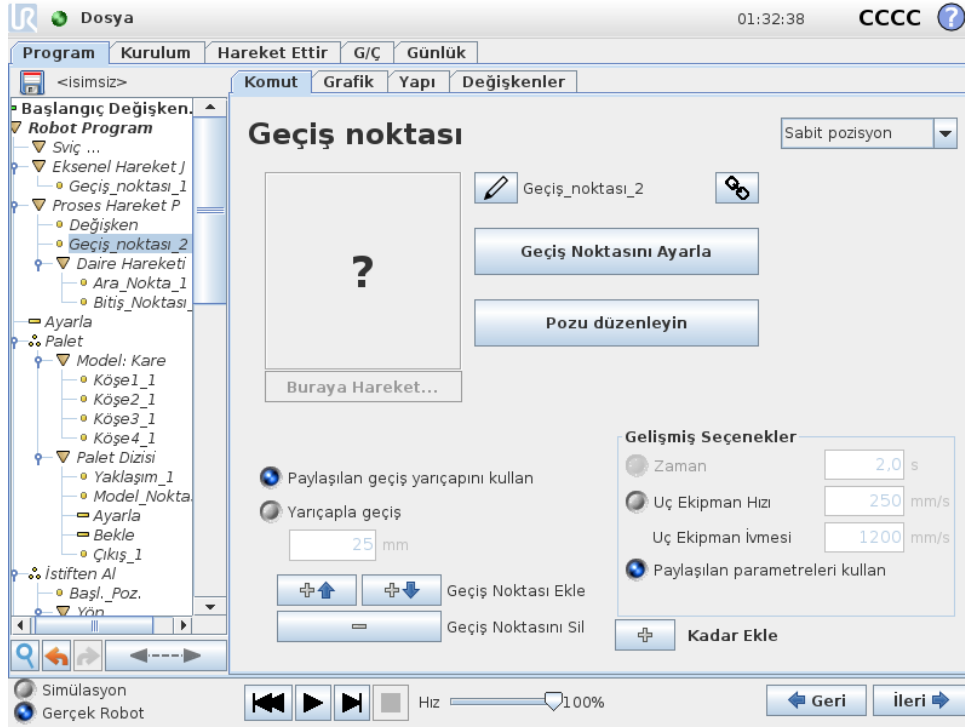 UR Dosya 01:32:38 CCCC ?
Program Kurulum Hareket Ettir G/Ç Günlük
<isimsiz>
Komut Grafik Yapı Değişkenler
Başlangıç Değişken.
Robot Program
Sviç ...
Eksenel Hareket J
Geçiş_noktası_1
Proses Hareket P
Değişken
Geçiş_noktası_2
Daire Hareketi
Ara_Nokta_1
Bitiş_Noktası_
Ayarla
Palet
Model: Kare
Köşe1_1
Köşe2_1
Köşe3_1
Köşe4_1
Palet Dizisi
Yaklaşım_1
Model_Nokta.
Ayarla
Bekle
Çıkış_1
İstiften Al
Başl._Poz.
Yön
Geçiş noktası
Sabit pozisyon
?
Geçiş_noktası_2
Geçiş Noktasını Ayarla
Pozu düzenleyin
Buraya Hareket...
Paylaşılan geçiş yarıçapını kullan
Yarıçapla geçiş
25 mm
Geçiş Noktası Ekle
Geçiş Noktasını Sil
Gelişmiş Seçenekler
Zaman 2,0 s
Uç Ekipman Hızı 250 mm/s
Uç Ekipman İvmesi 1200 mm/s
Paylaşılan parametreleri kullan
Kadar Ekle
Simülasyon
Gerçek Robot
Hız 100%
Geri İleri